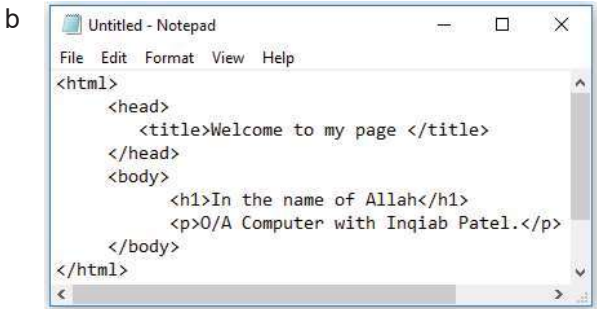 b
Untitled - Notepad
File Edit Format View Help
<html>
<head>
<title>Welcome to my page </title>
</head>
<body>
<h1>In the name of Allah</h1>
<p>O/A Computer with Inqiab Patel.</p>
</body>
</html>